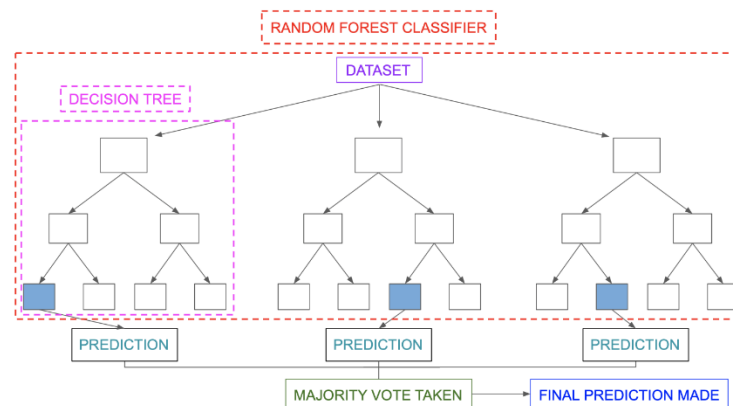 RANDOM FOREST CLASSIFIER
DATASET
DECISION TREE
PREDICTION
PREDICTION
PREDICTION
MAJORITY VOTE TAKEN
FINAL PREDICTION MADE